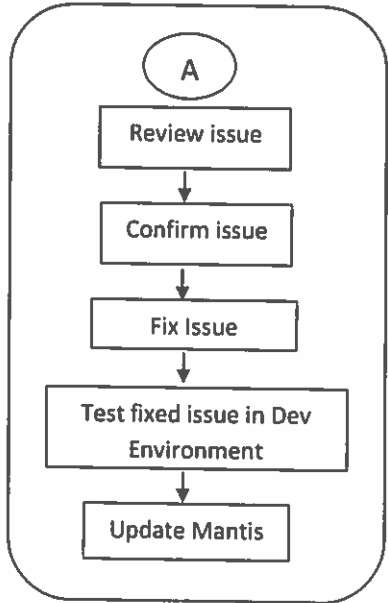 A
Review issue
Confirm issue
Fix Issue
Test fixed issue in Dev
Environment
Update Mantis